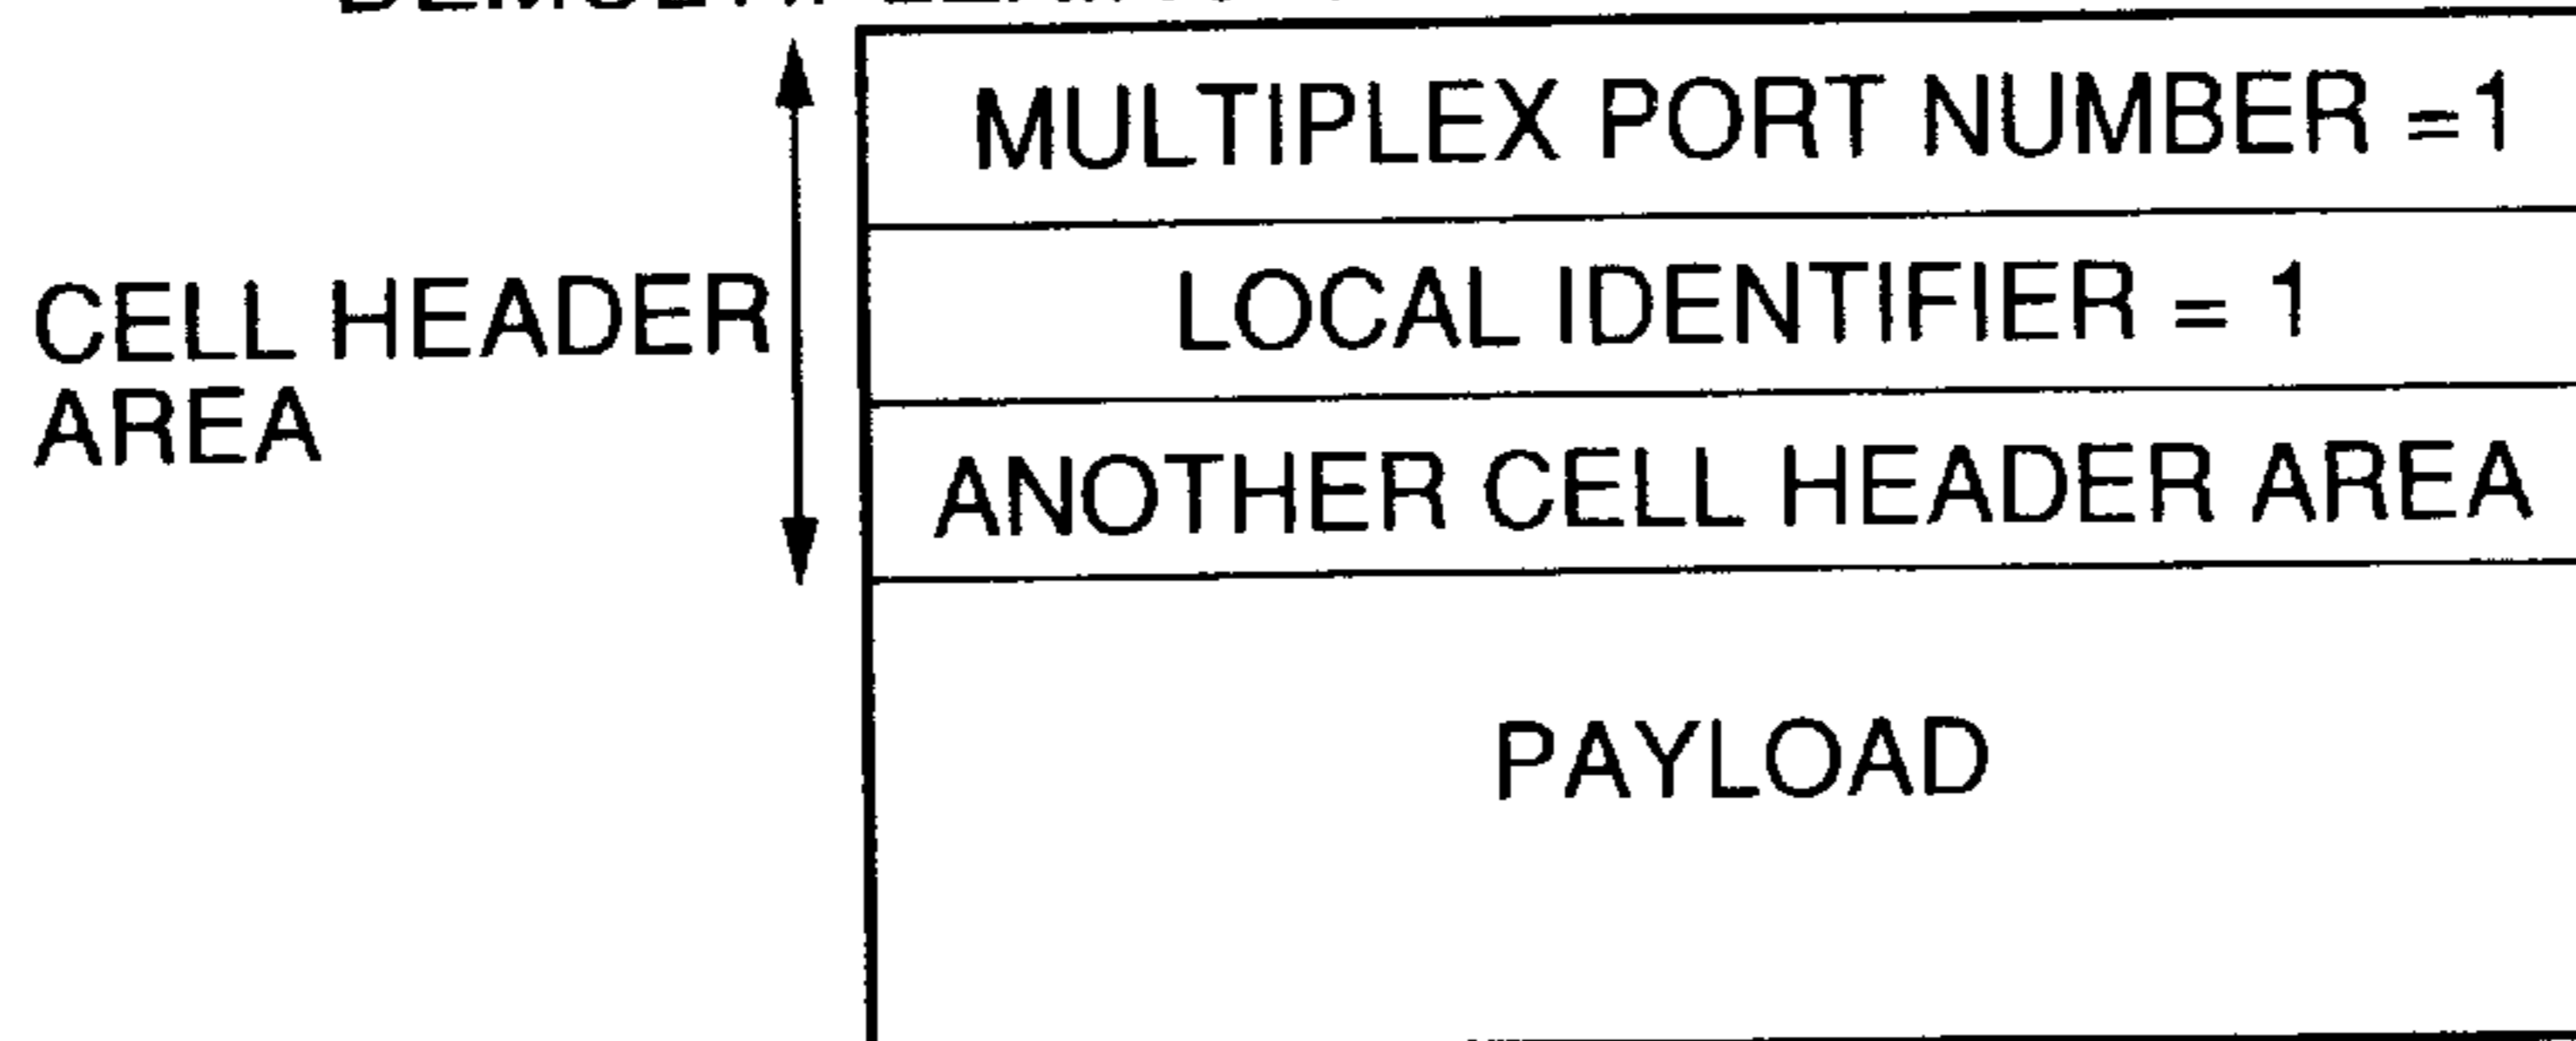 MULTIPLEX PORT NUMBER =1
LOCAL IDENTIFIER = 1
CELL HEADER
AREA
ANOTHER CELL HEADER AREA
PAYLOAD